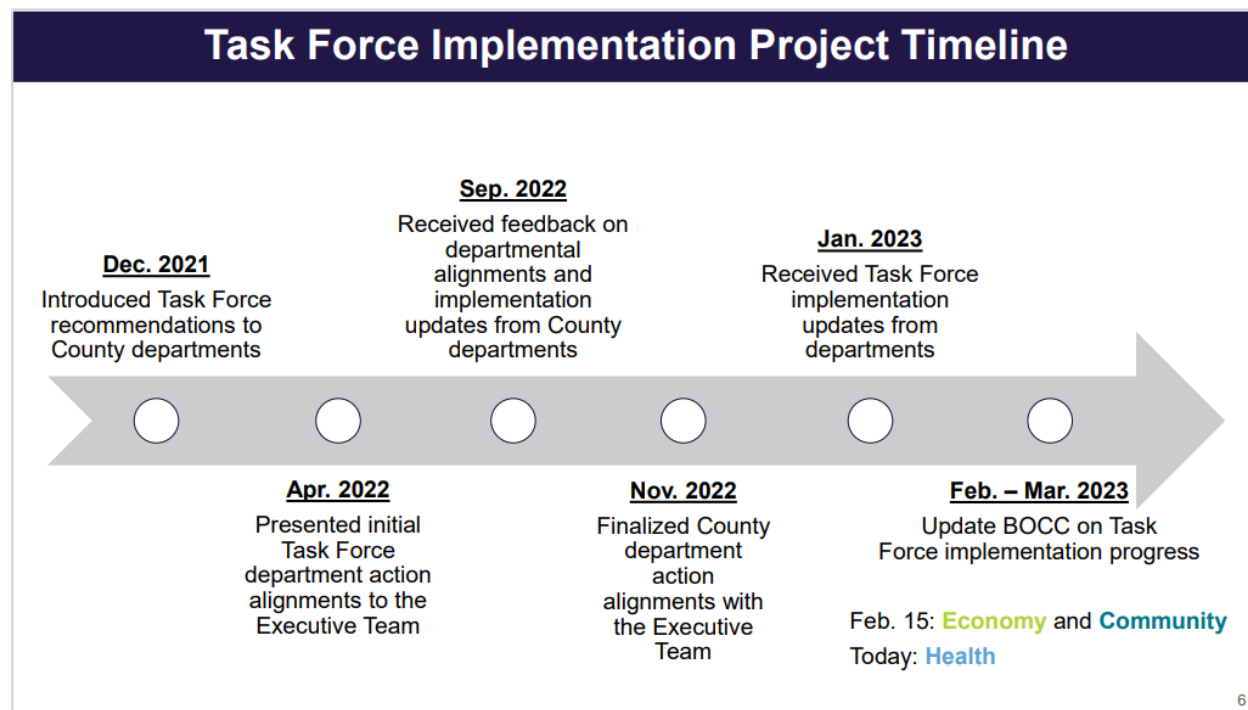 Task Force Implementation Project Timeline
Dec. 2021
Introduced Task Force
recommendations to
County departments
Apr. 2022
Presented initial
Task Force
department action
alignments to the
Executive Team
Sep. 2022
Received feedback on
departmental
alignments and
implementation
updates from County
departments
Nov. 2022
Finalized County
department
action
alignments with
the Executive
Team
Jan. 2023
Received Task Force
implementation
updates from
departments
Feb. – Mar. 2023
Update BOCC on Task
Force implementation progress
Feb. 15: Economy and Community
Today: Health
6